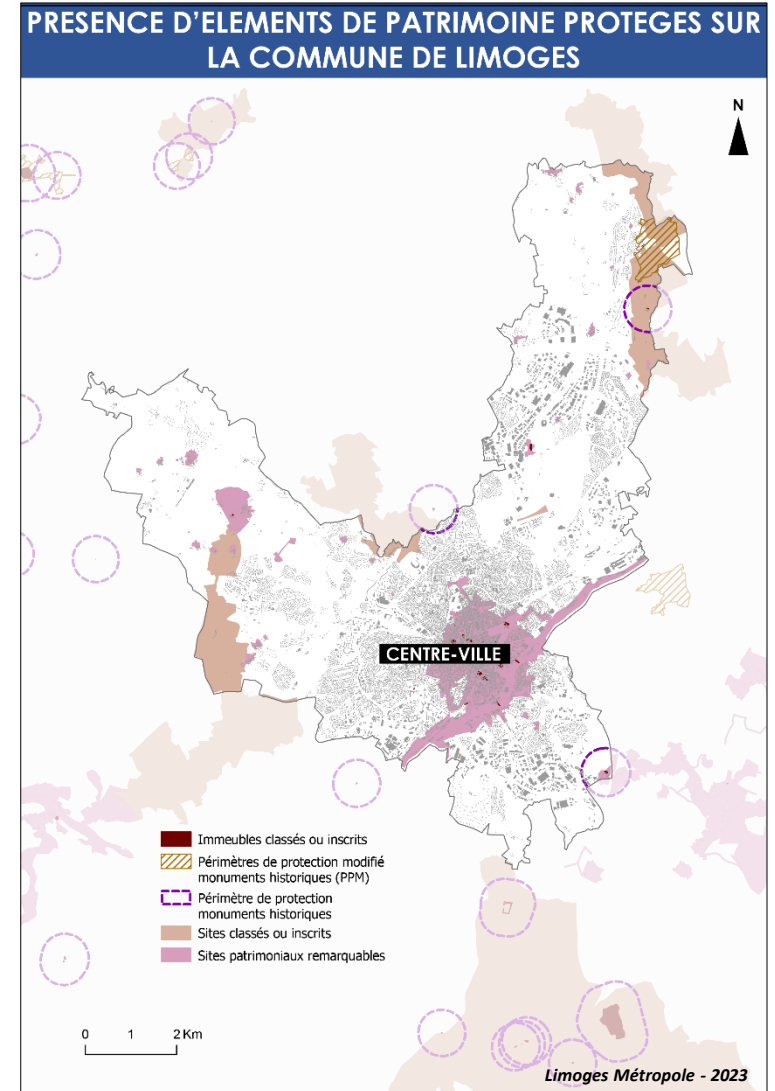 PRESENCE D'ELEMENTS DE PATRIMOINE PROTEGES SUR
LA COMMUNE DE LIMOGES
N
CENTRE-VILLE
Immeubles classés ou inscrits
Périmètres de protection modifié
monuments historiques (PPM)
Périmètre de protection
monuments historiques
Sites classés ou inscrits
Sites patrimoniaux remarquables
0 1 2 Km
Limoges Métropole - 2023